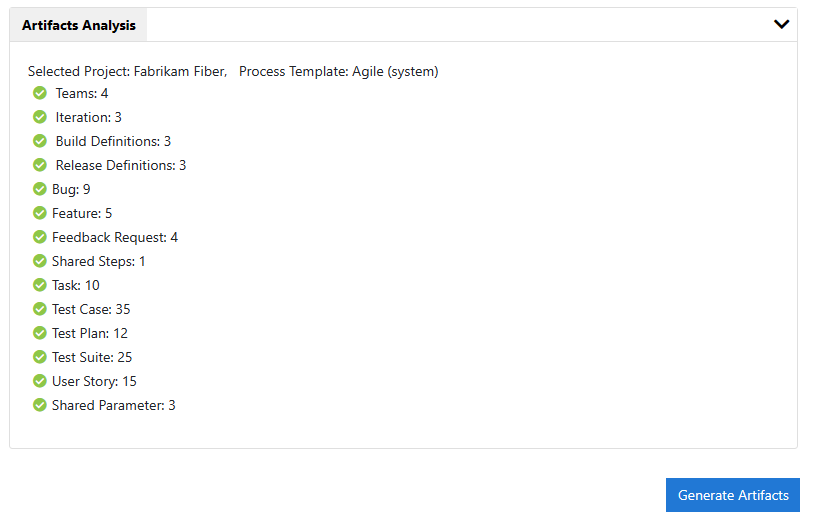 Artifacts Analysis
Selected Project: Fabrikam Fiber,   Process Template: Agile (system)
Teams: 4
Iteration: 3
Build Definitions: 3
Release Definitions: 3
Bug: 9
Feature: 5
Feedback Request: 4
Shared Steps: 1
Task: 10
Test Case: 35
Test Plan: 12
Test Suite: 25
User Story: 15
Shared Parameter: 3
Generate Artifacts